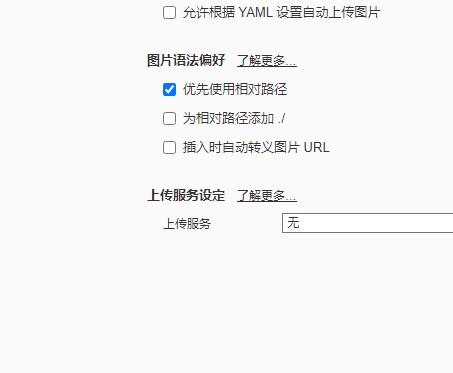 允许根据 YAML 设置自动上传图片
图片语法偏好 了解更多...
优先使用相对路径
为相对路径添加 ./
插入时自动转义图片 URL
上传服务设定 了解更多...
上传服务 无